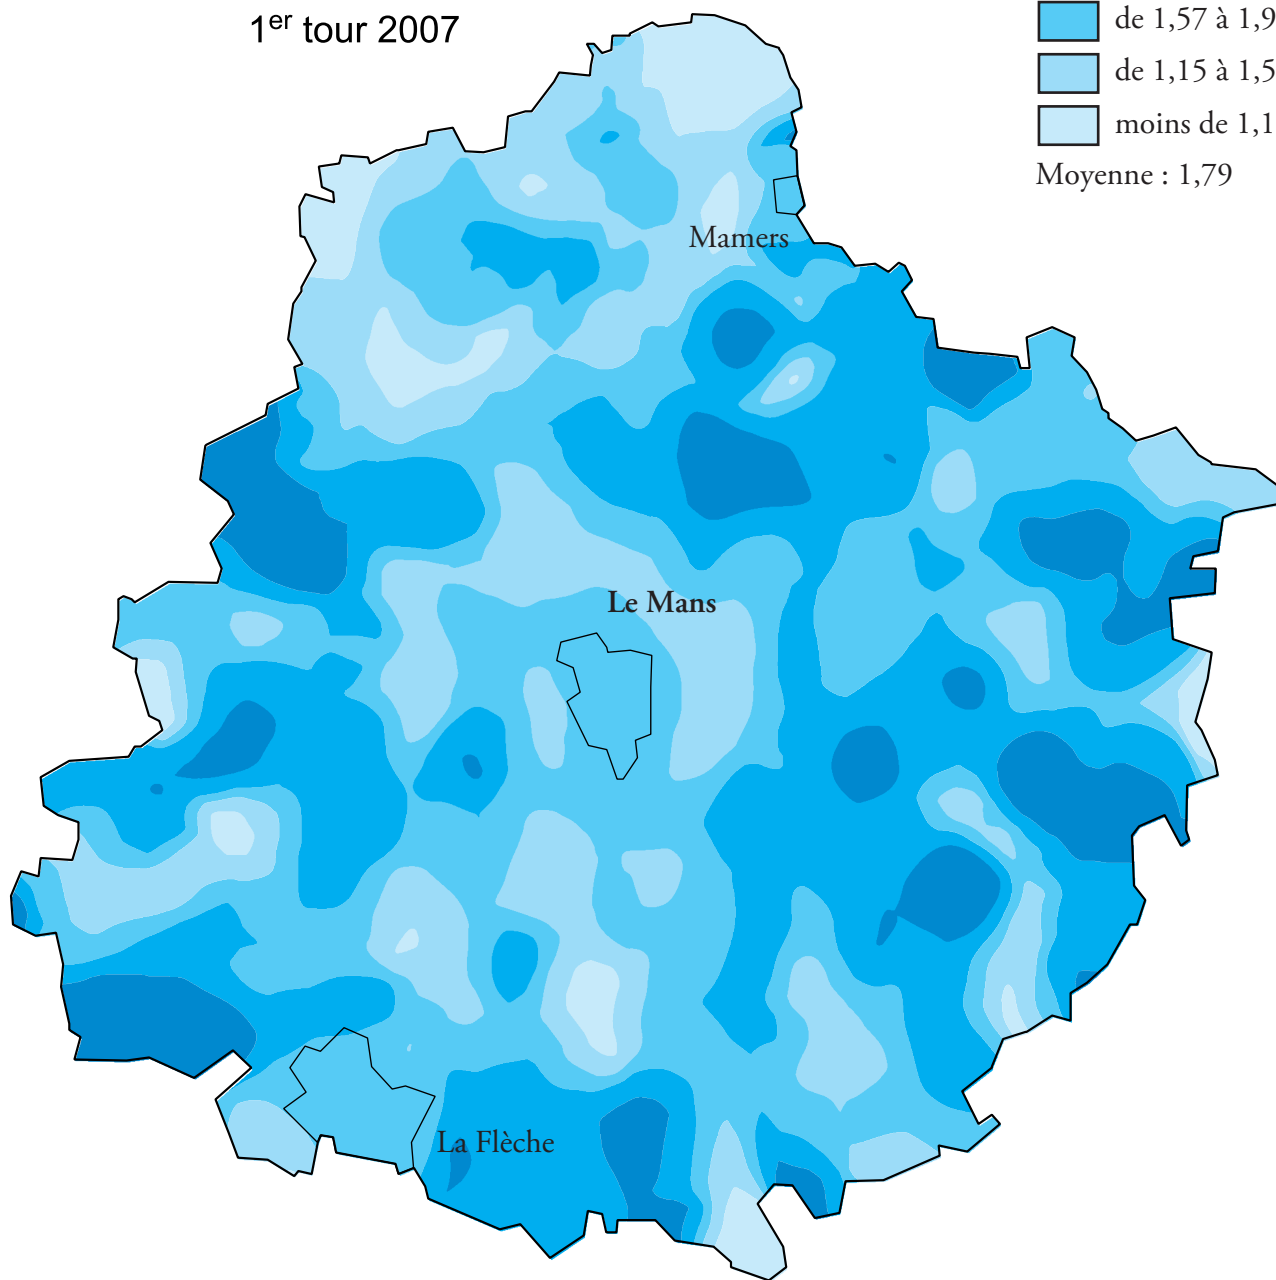 1er tour 2007
de 1,57 à 1,9
de 1,15 à 1,5
moins de 1,1
Moyenne : 1,79
Mamers
Le Mans
La Flèche